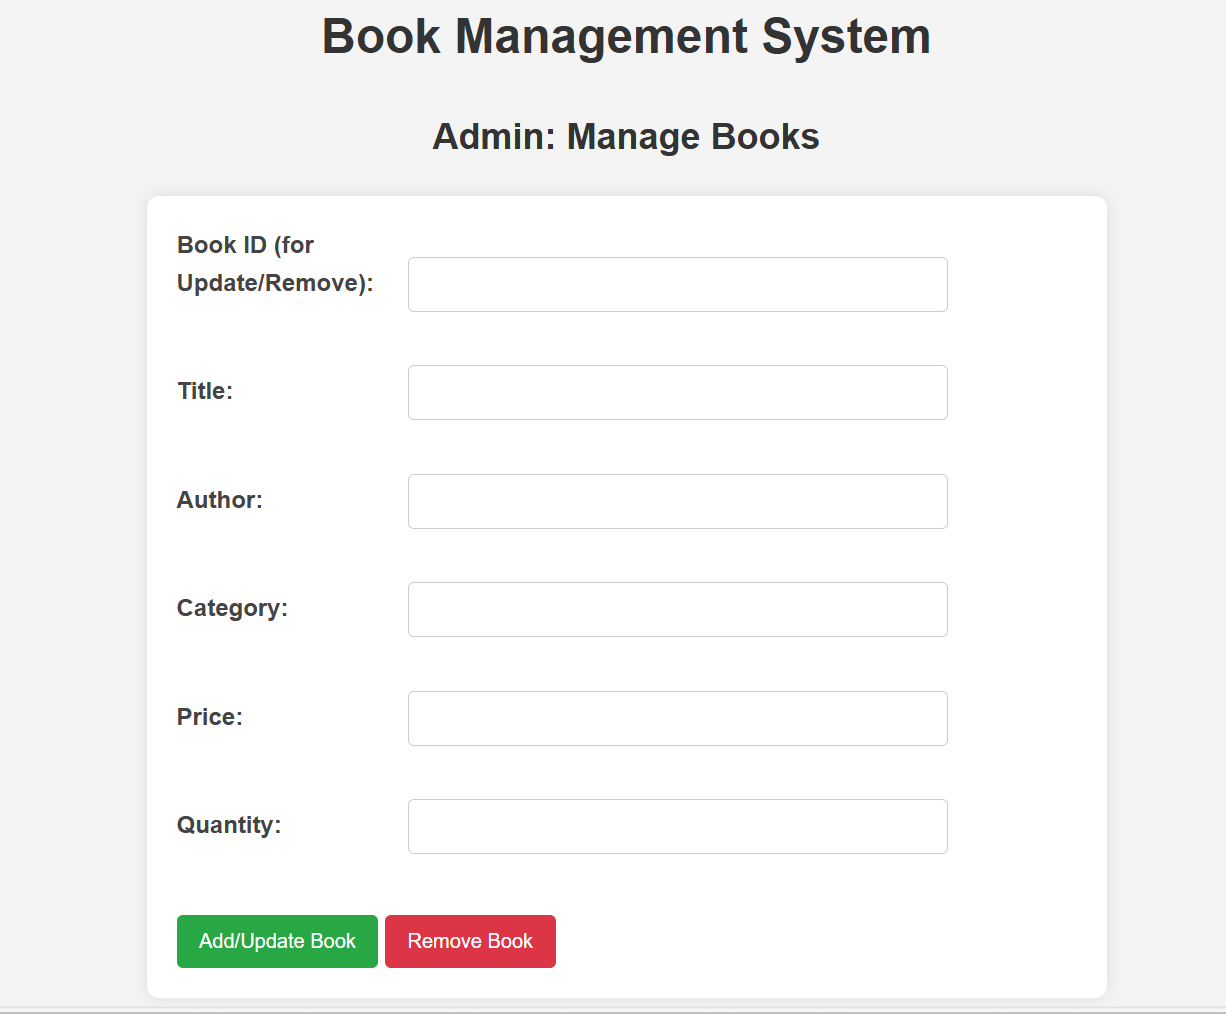 Book Management System
Admin: Manage Books
Book ID (for
Update/Remove):
Title:
Author:
Category:
Price:
Quantity:
Add/Update Book
Remove Book